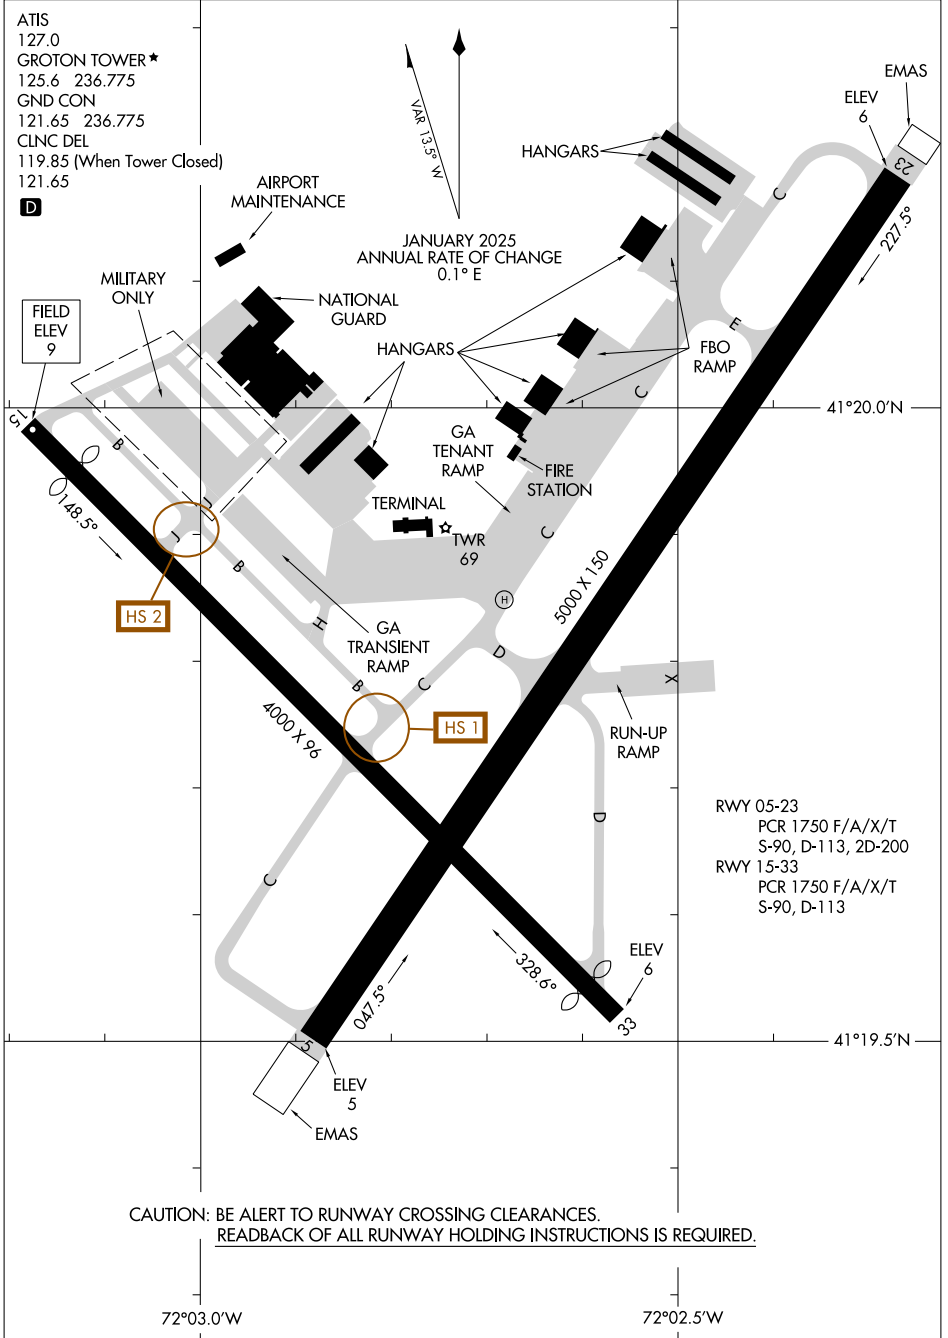 ATIS
127.0
GROTON TOWER★
125.6 236.775
GND CON
121.65 236.775
CLNC DEL
119.85 (When Tower Closed)
121.65
D
VAR 13.5° W
JANUARY 2025
ANNUAL RATE OF CHANGE
0.1° E
EMAS
ELEV
6
23
227.5°
HANGARS
C
AIRPORT
MAINTENANCE
MILITARY
ONLY
NATIONAL
GUARD
FIELD
ELEV
9
HANGARS
E
FBO
RAMP
C
41°20.0'N
15
B
148.5°
J
J
HS 2
B
H
GA
TENANT
RAMP
FIRE
STATION
TERMINAL
TWR
69
C
H
5000 X 150
GA
TRANSIENT
RAMP
D
C
B
HS 1
X
RUN-UP
RAMP
4000 X 96
D
RWY 05-23
PCR 1750 F/A/X/T
S-90, D-113, 2D-200
RWY 15-33
PCR 1750 F/A/X/T
S-90, D-113
C
328.6°
ELEV
6
33
047.5°
5
ELEV
5
EMAS
41°19.5'N
CAUTION: BE ALERT TO RUNWAY CROSSING CLEARANCES.
READBACK OF ALL RUNWAY HOLDING INSTRUCTIONS IS REQUIRED.
72°03.0'W
72°02.5'W